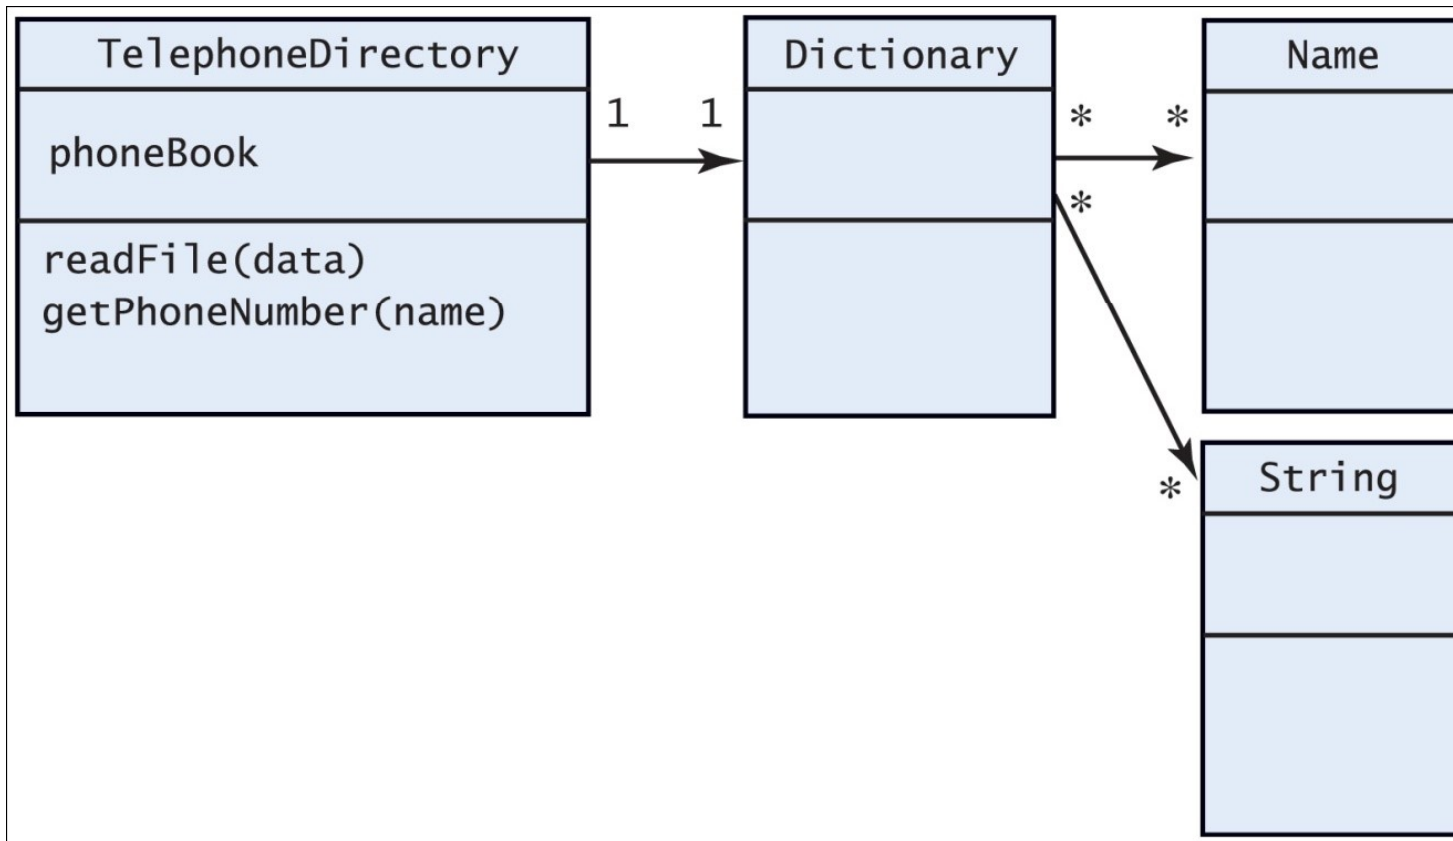 TelephoneDirectory
phoneBook
readFile(data)
getPhoneNumber(name)
1 1
Dictionary
* *
*
*
Name
String